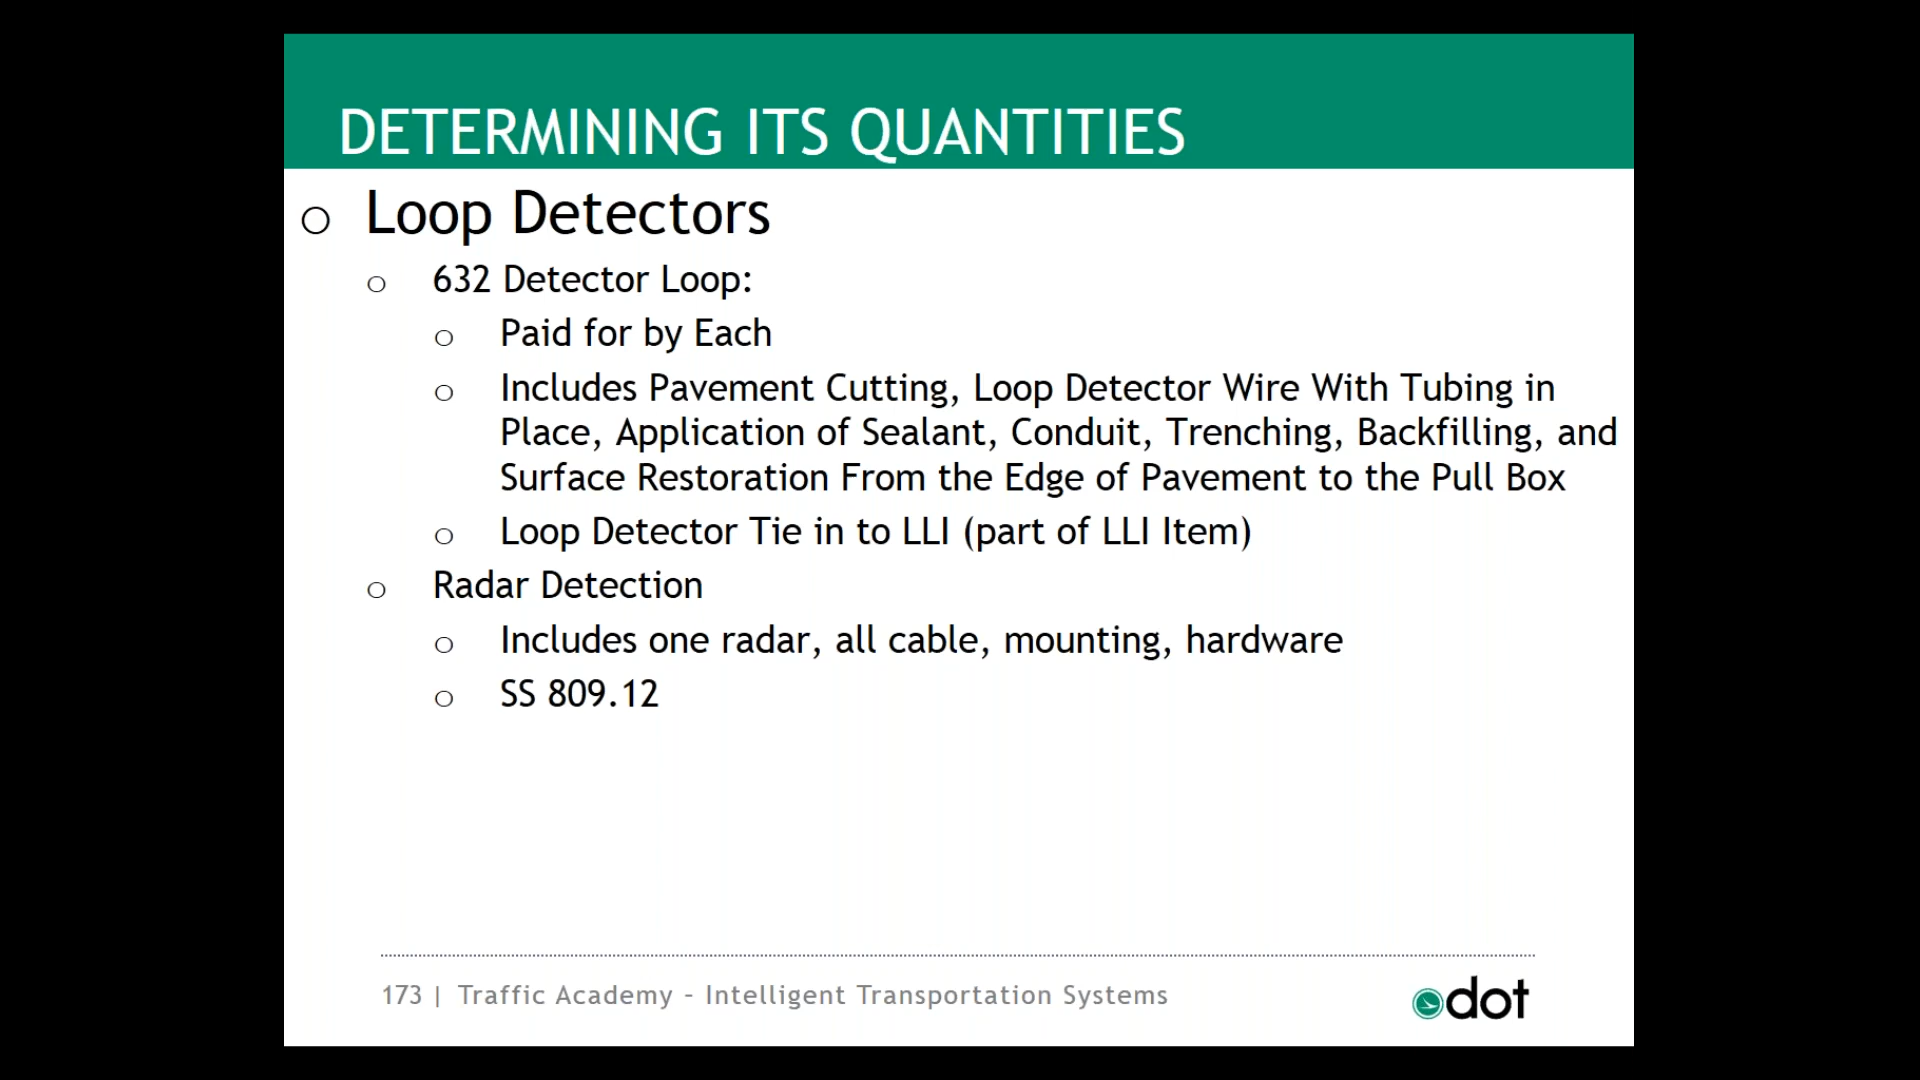 DETERMINING ITS QUANTITIES
Loop Detectors
632 Detector Loop:
Paid for by Each
Includes Pavement Cutting, Loop Detector Wire With Tubing in
Place, Application of Sealant, Conduit, Trenching, Backfilling, and
Surface Restoration From the Edge of Pavement to the Pull Box
Loop Detector Tie in to LLI (part of LLI Item)
Radar Detection
Includes one radar, all cable, mounting, hardware
SS 809.12
173 | Traffic Academy – Intelligent Transportation Systems
odot